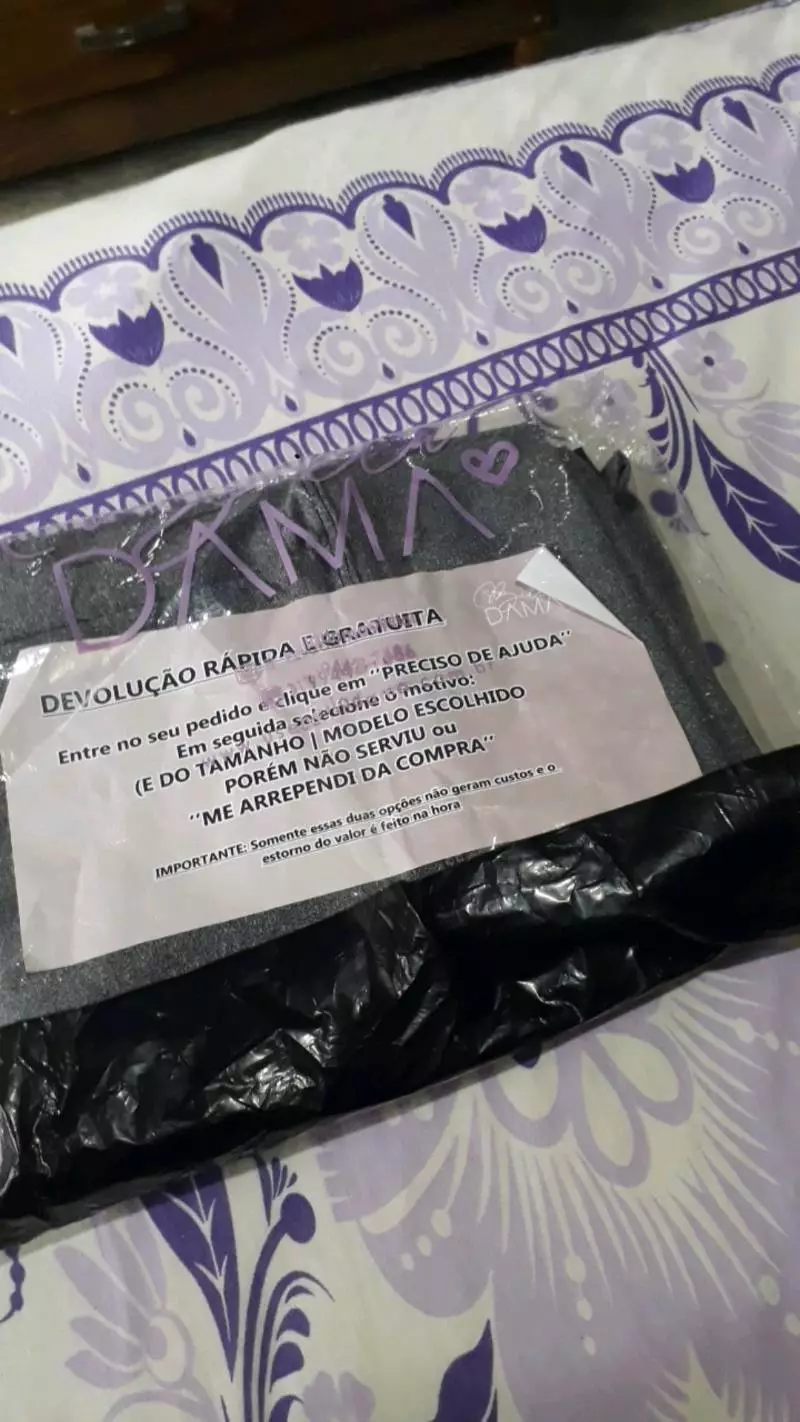 DAMA
DAMA
DEVOLUÇÃO RÁPIDA E GRATUITA
Entre no seu pedido e clique em "PRECISO DE AJUDA"
Em seguida selecione o motivo:
(E DO TAMANHO | MODELO ESCOLHIDO
PORÉM NÃO SERVIU ou
"ME ARREPENDI DA COMPRA"
IMPORTANTE: Somente essas duas opções não geram custos e o
estorno do valor é feito na hora